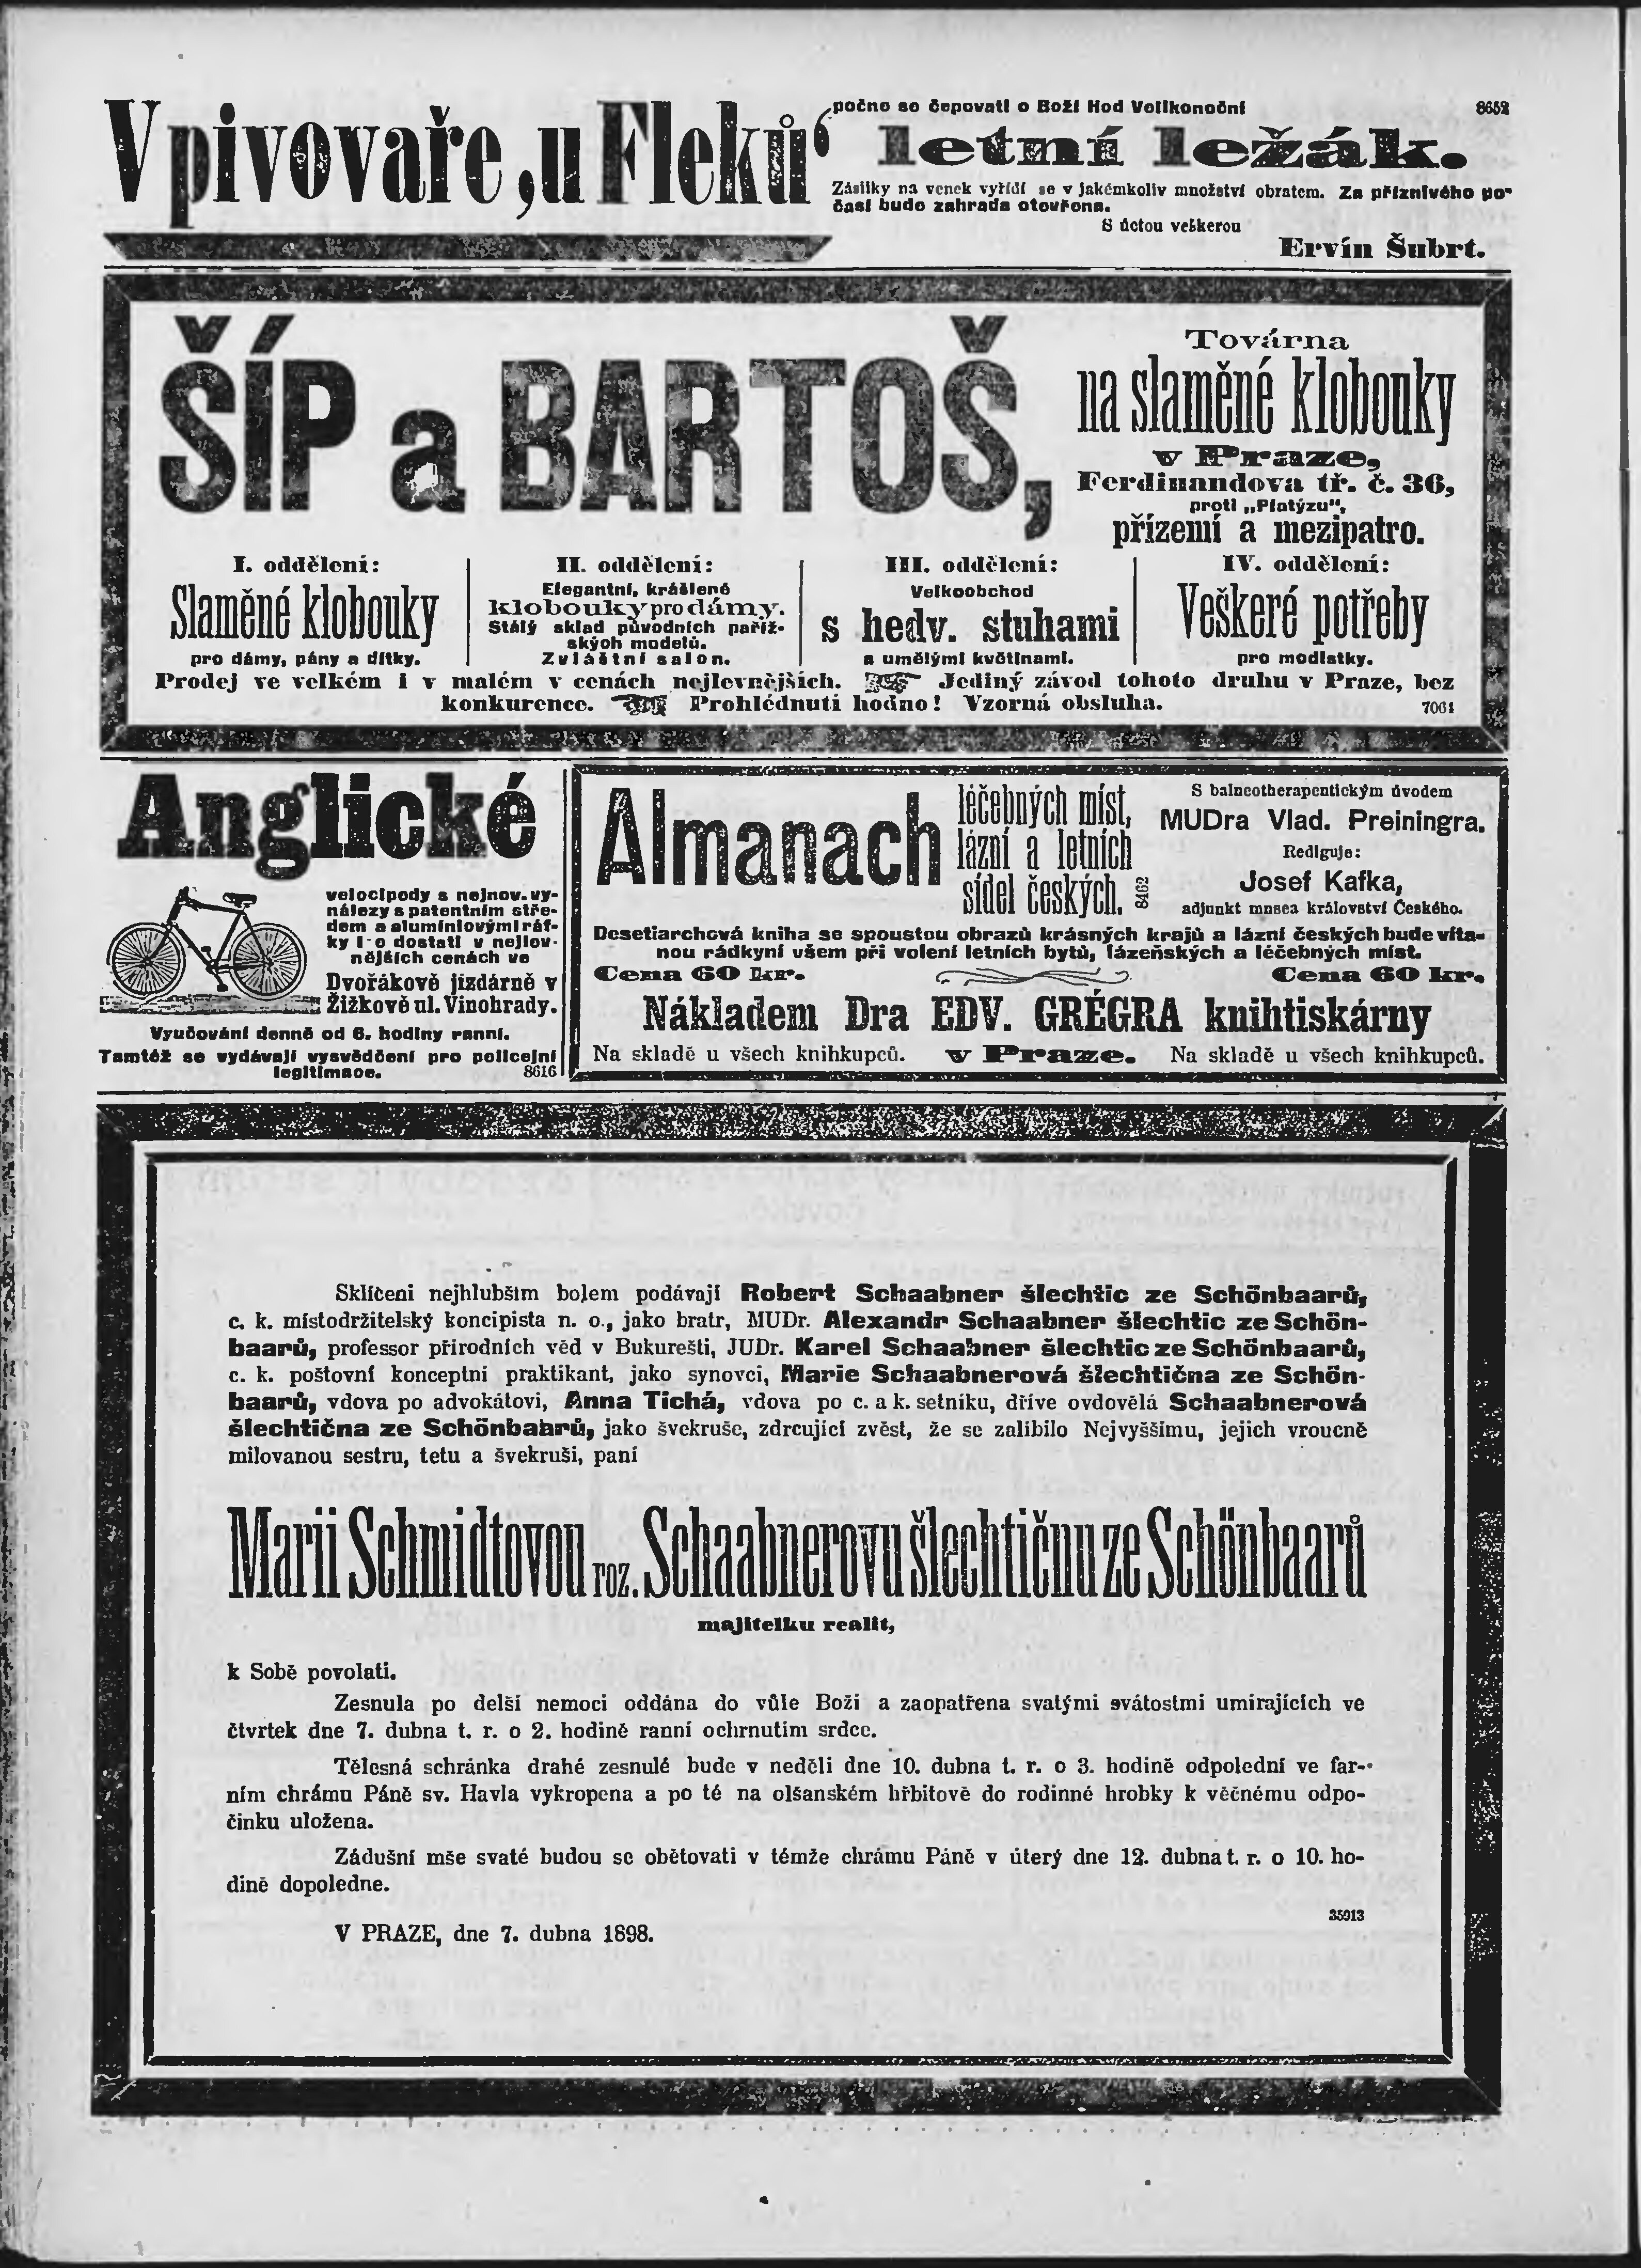 V pivovaře ‚u Fleků‘
počne se čepovati o Boží Hod Velikonoční 8652
letní ležák.
Zásilky na venek vyřídí se v jakémkoliv množství obratem. Za příznivého po-
časí bude zahrada otevřena.
S úctou veškerou
Ervín Šubrt.
ŠÍP a BARTOŠ,
Továrna
na slaměné klobouky
v Praze,
Ferdinandova tř. č. 36,
proti „Platýzu“,
přízemí a mezipatro.
I. oddělení:
Slaměné klobouky
pro dámy, pány a dítky.
II. oddělení:
Elegantní, krášlené
klobouky pro dámy.
Stálý sklad původních paříž-
ských modelů.
Zvláštní salon.
III. oddělení:
Velkoobchod
s hedv. stuhami
a umělými květinami.
IV. oddělení:
Veškeré potřeby
pro modistky.
Prodej ve velkém i v malém v cenách nejlevnějších. Jediný závod tohoto druhu v Praze, bez
konkurence. Prohlédnutí hodno! Vzorná obsluha. 7061
Anglické
velocipedy s nejnov. vy-
nálezy s patentním stře-
dem a aluminiovými ráf-
ky l-o dostati v nejlev-
nějších cenách ve
Dvořákově jizdárně v
Žižkově ul. Vinohrady.
Vyučování denně od 6. hodiny ranní.
Tamtéž se vydávají vysvědčení pro policejní
legitimace. 8616
Almanach
léčebných míst,
lázní a letních
sídel českých.
8462
S balneotherapeutickým úvodem
MUDra Vlad. Preiningra.
Rediguje:
Josef Kafka,
adjunkt musea království Českého.
Desetiarchová kniha se spoustou obrazů krásných krajů a lázní českých bude víta-
nou rádkyní všem při volení letních bytů, lázeňských a léčebných míst.
Cena 60 kr. Cena 60 kr.
Nákladem Dra EDV. GRÉGRA knihtiskárny
Na skladě u všech knihkupců. v Praze. Na skladě u všech knihkupců.
Sklíčeni nejhlubším bolem podávají Robert Schaabner šlechtic ze Schönbaarů,
c. k. místodržitelský koncipista n. o., jako bratr, MUDr. Alexandr Schaabner šlechtic ze Schön-
baarů, professor přírodních věd v Bukurešti, JUDr. Karel Schaabner šlechtic ze Schönbaarů,
c. k. poštovní konceptní praktikant, jako synovci, Marie Schaabnerová šlechtična ze Schön-
baarů, vdova po advokátovi, Anna Tichá, vdova po c. a k. setníku, dříve ovdovělá Schaabnerová
šlechtična ze Schönbaarů, jako švekruše, zdrcující zvěst, že se zalíbilo Nejvyššímu, jejich vroucně
milovanou sestru, tetu a švekruši, paní
Marii Schmidtovou roz. Schaabnerovu šlechtičnu ze Schönbaarů
majitelku realit,
k Sobě povolati.
Zesnula po delší nemoci oddána do vůle Boží a zaopatřena svatými svátostmi umírajících ve
čtvrtek dne 7. dubna t. r. o 2. hodině ranní ochrnutím srdce.
Tělesná schránka drahé zesnulé bude v neděli dne 10. dubna t. r. o 3. hodině odpolední ve far-
ním chrámu Páně sv. Havla vykropena a po té na olšanském hřbitově do rodinné hrobky k věčnému odpo-
činku uložena.
Zádušní mše svaté budou se obětovati v témže chrámu Páně v úterý dne 12. dubna t. r. o 10. ho-
dině dopoledne.
35913
V PRAZE, dne 7. dubna 1898.